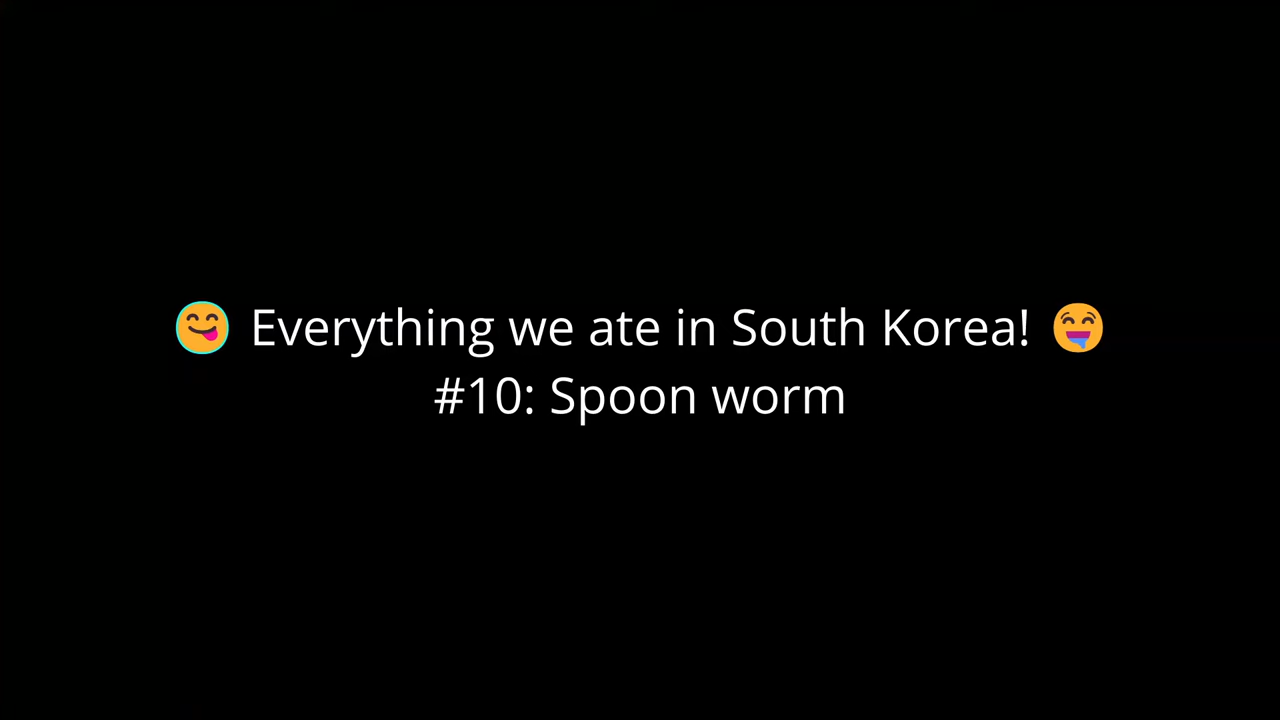 😋 Everything we ate in South Korea! 🤤
#10: Spoon worm